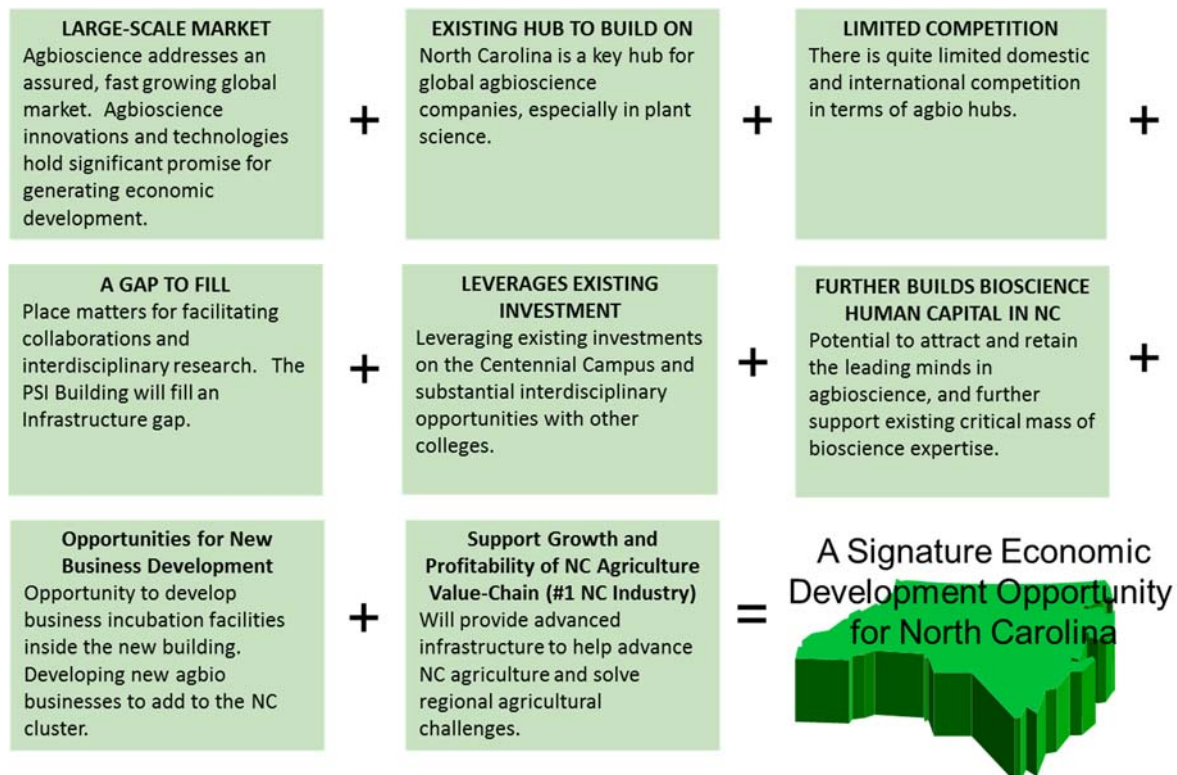 LARGE-SCALE MARKET
Agbioscience addresses an
assured, fast growing global
market. Agbioscience
innovations and technologies
hold significant promise for
generating economic
development.
+
EXISTING HUB TO BUILD ON
North Carolina is a key hub for
global agbioscience
companies, especially in plant
science.
+
LIMITED COMPETITION
There is quite limited domestic
and international competition
in terms of agbio hubs.
+
A GAP TO FILL
Place matters for facilitating
collaborations and
interdisciplinary research. The
PSI Building will fill an
Infrastructure gap.
+
LEVERAGES EXISTING
INVESTMENT
Leveraging existing investments
on the Centennial Campus and
substantial interdisciplinary
opportunities with other
colleges.
+
FURTHER BUILDS BIOSCIENCE
HUMAN CAPITAL IN NC
Potential to attract and retain
the leading minds in
agbioscience, and further
support existing critical mass of
bioscience expertise.
+
Opportunities for New
Business Development
Opportunity to develop
business incubation facilities
inside the new building.
Developing new agbio
businesses to add to the NC
cluster.
+
Support Growth and
Profitability of NC Agriculture
Value-Chain (#1 NC Industry)
Will provide advanced
infrastructure to help advance
NC agriculture and solve
regional agricultural
challenges.
=
A Signature Economic
Development Opportunity
for North Carolina